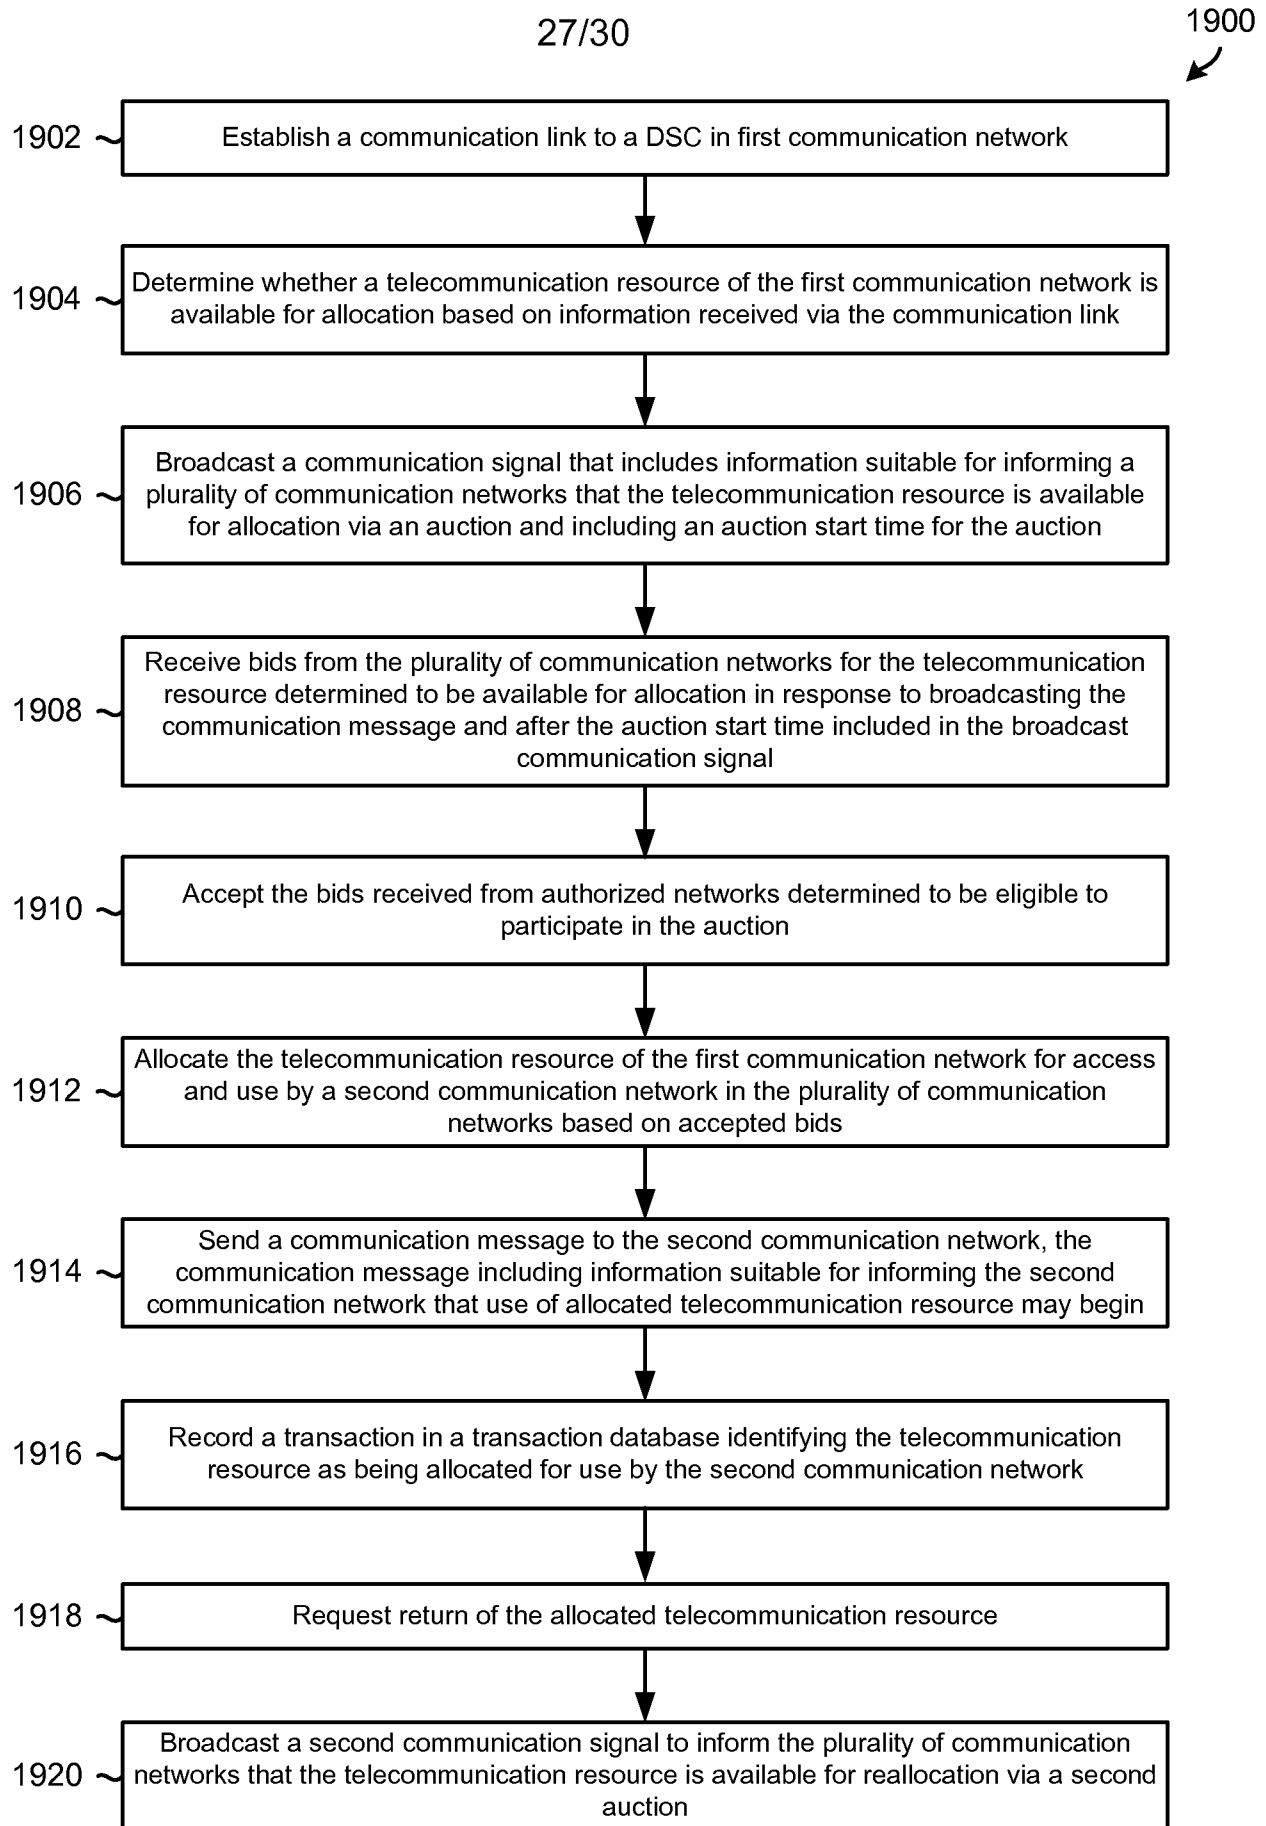 27/30
1900
1902
Establish a communication link to a DSC in first communication network
1904
Determine whether a telecommunication resource of the first communication network is
available for allocation based on information received via the communication link
1906
Broadcast a communication signal that includes information suitable for informing a
plurality of communication networks that the telecommunication resource is available
for allocation via an auction and including an auction start time for the auction
1908
Receive bids from the plurality of communication networks for the telecommunication
resource determined to be available for allocation in response to broadcasting the
communication message and after the auction start time included in the broadcast
communication signal
1910
Accept the bids received from authorized networks determined to be eligible to
participate in the auction
1912
Allocate the telecommunication resource of the first communication network for access
and use by a second communication network in the plurality of communication
networks based on accepted bids
1914
Send a communication message to the second communication network, the
communication message including information suitable for informing the second
communication network that use of allocated telecommunication resource may begin
1916
Record a transaction in a transaction database identifying the telecommunication
resource as being allocated for use by the second communication network
1918
Request return of the allocated telecommunication resource
1920
Broadcast a second communication signal to inform the plurality of communication
networks that the telecommunication resource is available for reallocation via a second
auction